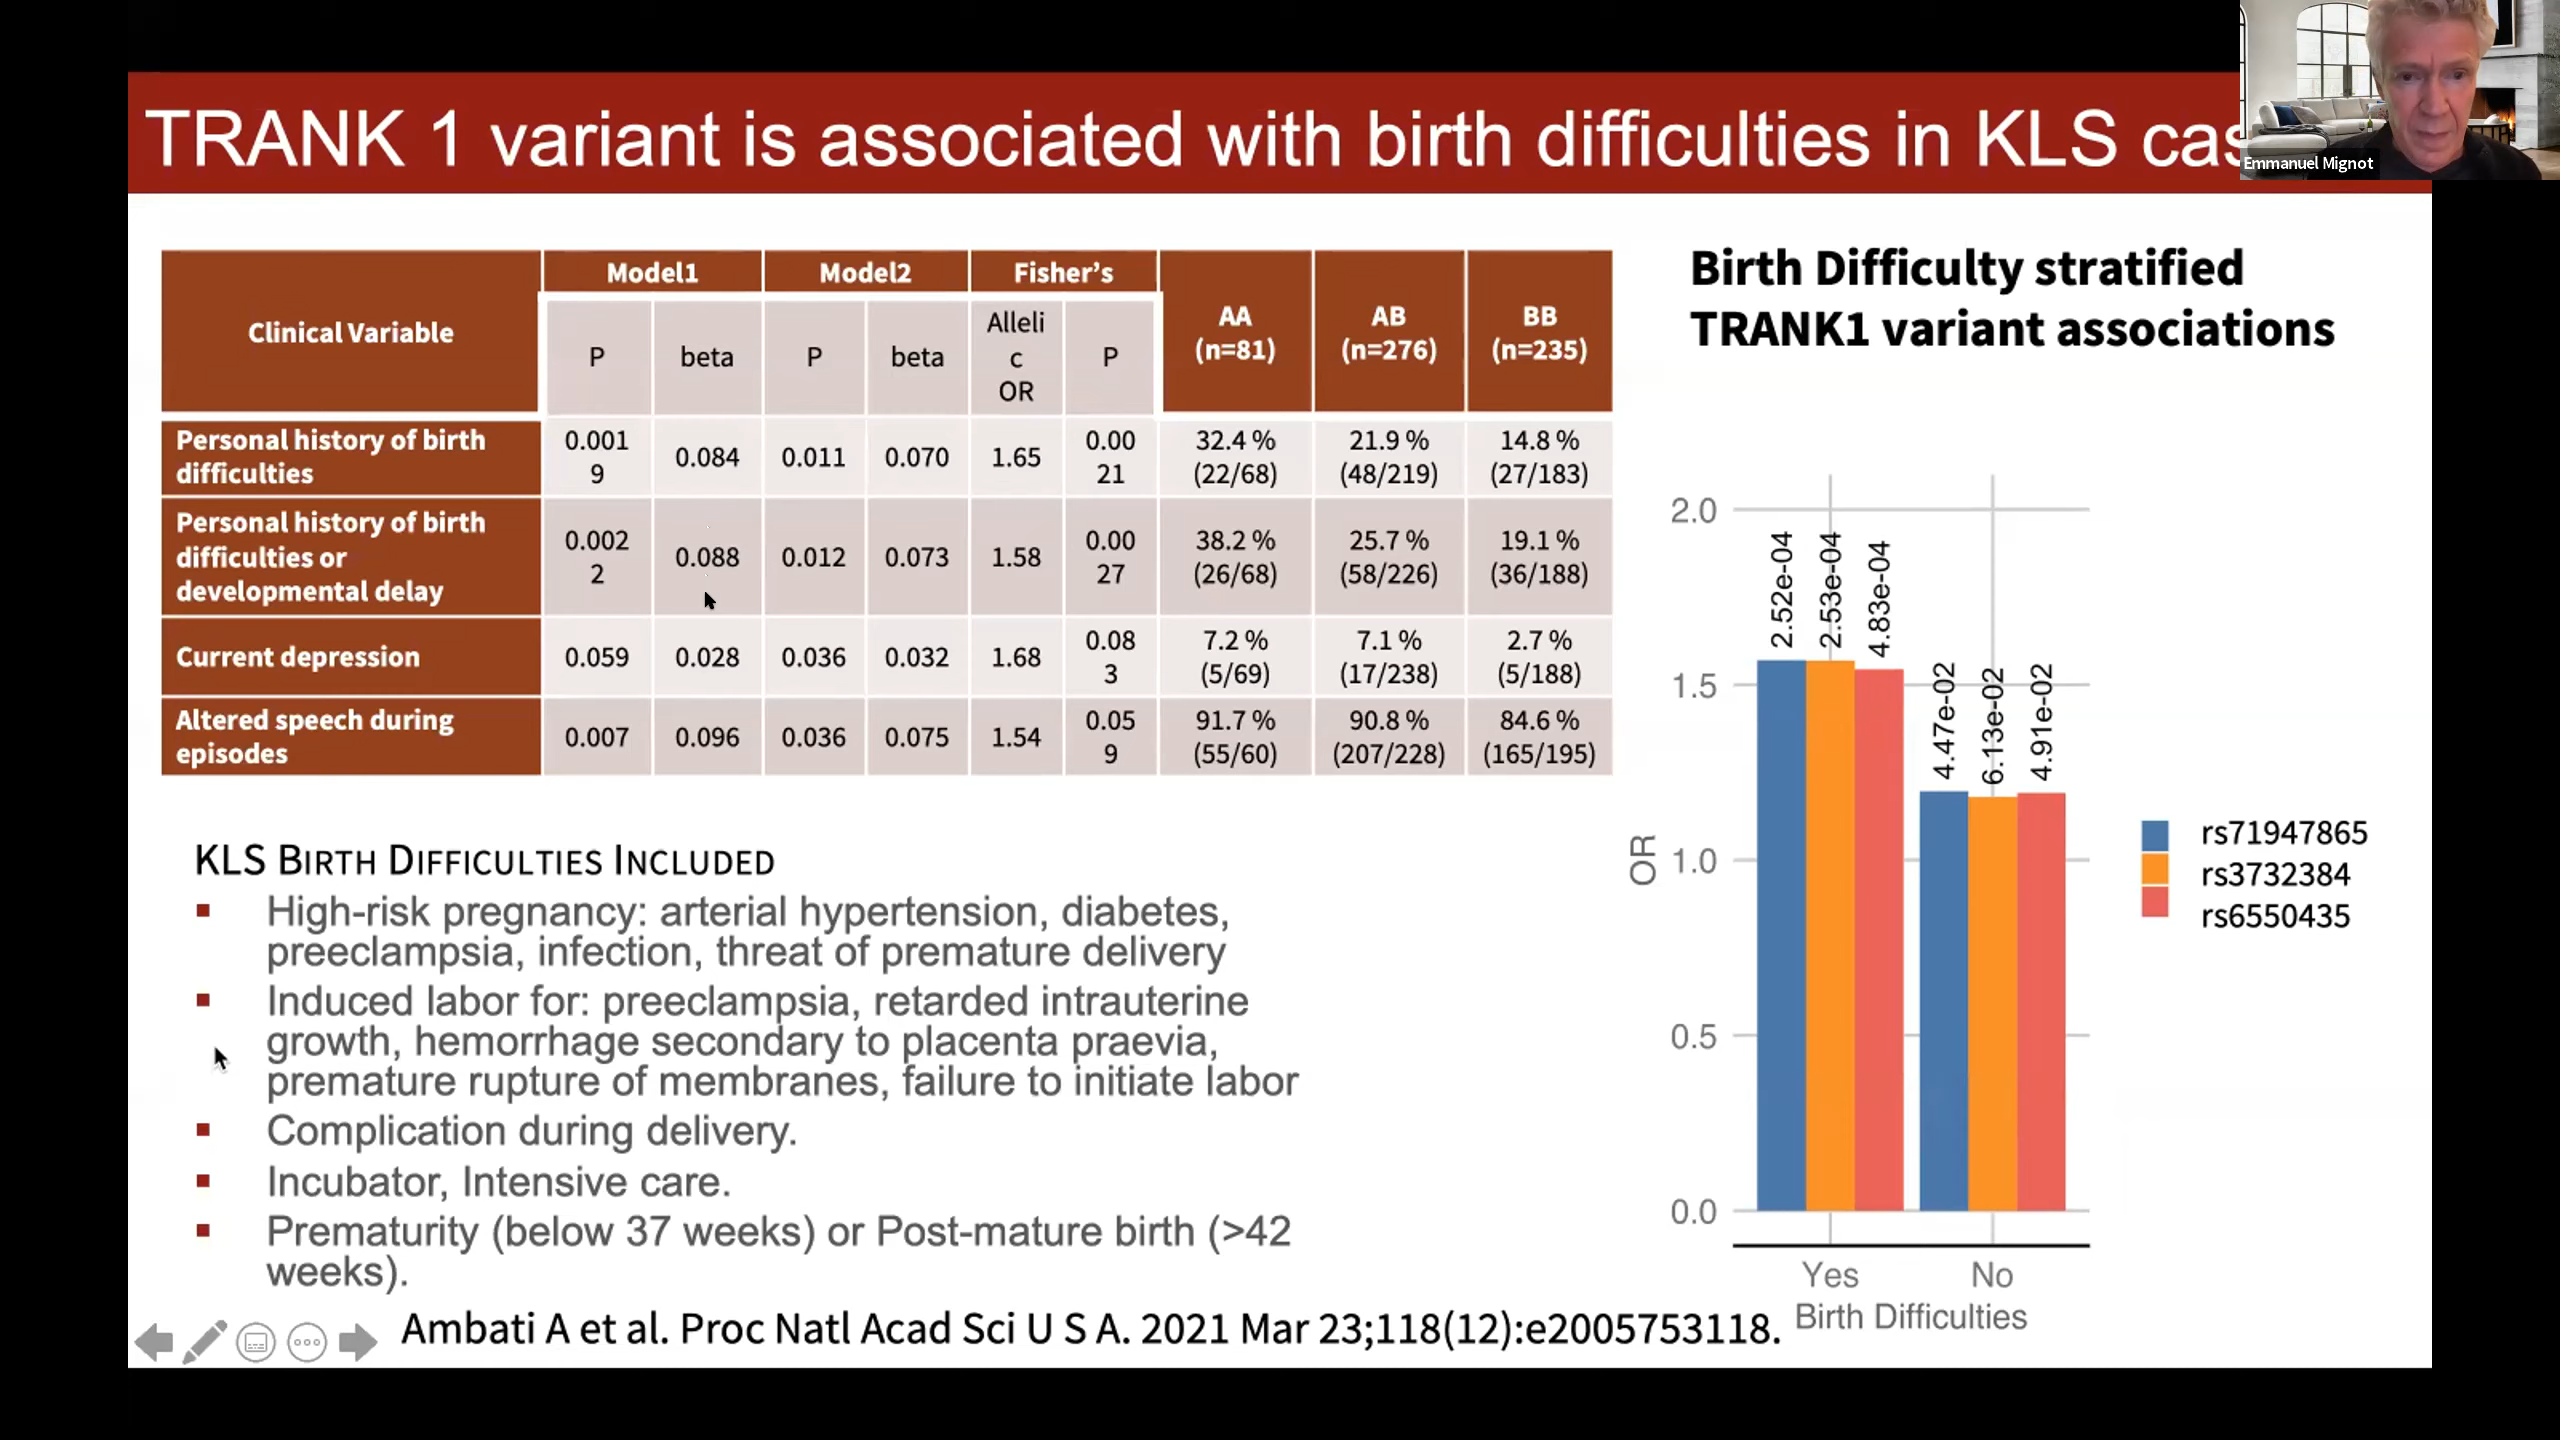 TRANK 1 variant is associated with birth difficulties in KLS cas
Emmanuel Mignot
Clinical Variable
Model1
Model2
Fisher's
AA
(n=81)
AB
(n=276)
BB
(n=235)
P
beta
P
beta
Alleli
c
OR
P
Personal history of birth
difficulties
0.001
9
0.084
0.011
0.070
1.65
0.00
21
32.4 %
(22/68)
21.9 %
(48/219)
14.8 %
(27/183)
Personal history of birth
difficulties or
developmental delay
0.002
2
0.088
0.012
0.073
1.58
0.00
27
38.2 %
(26/68)
25.7 %
(58/226)
19.1 %
(36/188)
Current depression
0.059
0.028
0.036
0.032
1.68
0.08
3
7.2 %
(5/69)
7.1 %
(17/238)
2.7 %
(5/188)
Altered speech during
episodes
0.007
0.096
0.036
0.075
1.54
0.05
9
91.7 %
(55/60)
90.8 %
(207/228)
84.6 %
(165/195)
KLS BIRTH DIFFICULTIES INCLUDED
▪ High-risk pregnancy: arterial hypertension, diabetes,
preeclampsia, infection, threat of premature delivery
▪ Induced labor for: preeclampsia, retarded intrauterine
growth, hemorrhage secondary to placenta praevia,
premature rupture of membranes, failure to initiate labor
▪ Complication during delivery.
▪ Incubator, Intensive care.
▪ Prematurity (below 37 weeks) or Post-mature birth (>42
weeks).
Ambati A et al. Proc Natl Acad Sci U S A. 2021 Mar 23;118(12):e2005753118.
Birth Difficulty stratified
TRANK1 variant associations
2.0
1.5
1.0
0.5
0.0
OR
2.52e-04
2.53e-04
4.83e-04
4.47e-02
6.13e-02
4.91e-02
Yes
No
Birth Difficulties
rs71947865
rs3732384
rs6550435